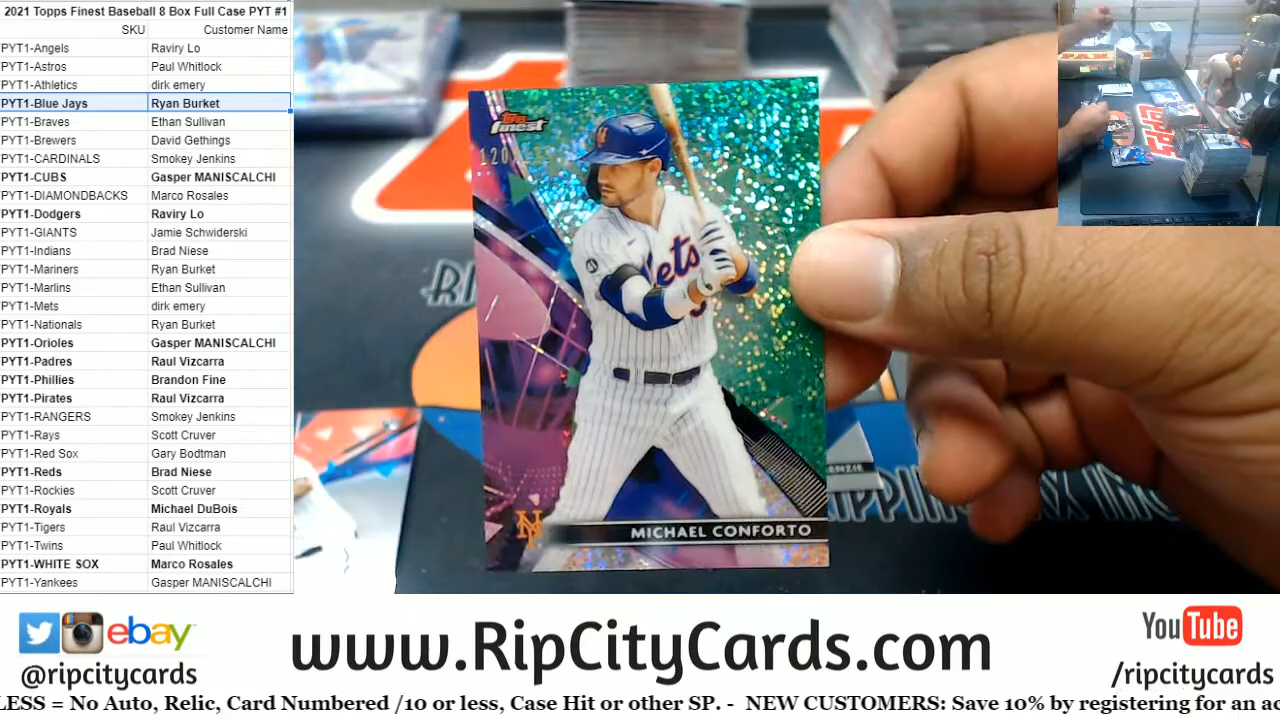 2021 Topps Finest Baseball 8 Box Full Case PYT #1
SKU Customer Name
PYT1-Angels Raviry Lo
PYT1-Astros Paul Whitlock
PYT1-Athletics dirk emery
PYT1-Blue Jays Ryan Burket
PYT1-Braves Ethan Sullivan
PYT1-Brewers David Gethings
PYT1-CARDINALS Smokey Jenkins
PYT1-CUBS Gasper MANISCALCHI
PYT1-DIAMONDBACKS Marco Rosales
PYT1-Dodgers Raviry Lo
PYT1-GIANTS Jamie Schwiderski
PYT1-Indians Brad Niese
PYT1-Mariners Ryan Burket
PYT1-Marlins Ethan Sullivan
PYT1-Mets dirk emery
PYT1-Nationals Ryan Burket
PYT1-Orioles Gasper MANISCALCHI
PYT1-Padres Raul Vizcarra
PYT1-Phillies Brandon Fine
PYT1-Pirates Raul Vizcarra
PYT1-RANGERS Smokey Jenkins
PYT1-Rays Scott Cruver
PYT1-Red Sox Gary Bodtman
PYT1-Reds Brad Niese
PYT1-Rockies Scott Cruver
PYT1-Royals Michael DuBois
PYT1-Tigers Raul Vizcarra
PYT1-Twins Paul Whitlock
PYT1-WHITE SOX Marco Rosales
PYT1-Yankees Gasper MANISCALCHI
Topps
finest
Mets
MICHAEL CONFORTO
TOPPS
ebay
@ripcitycards
www.RipCityCards.com
YouTube
/ripcitycards
LESS = No Auto, Relic, Card Numbered /10 or less, Case Hit or other SP. - NEW CUSTOMERS: Save 10% by registering for an ac